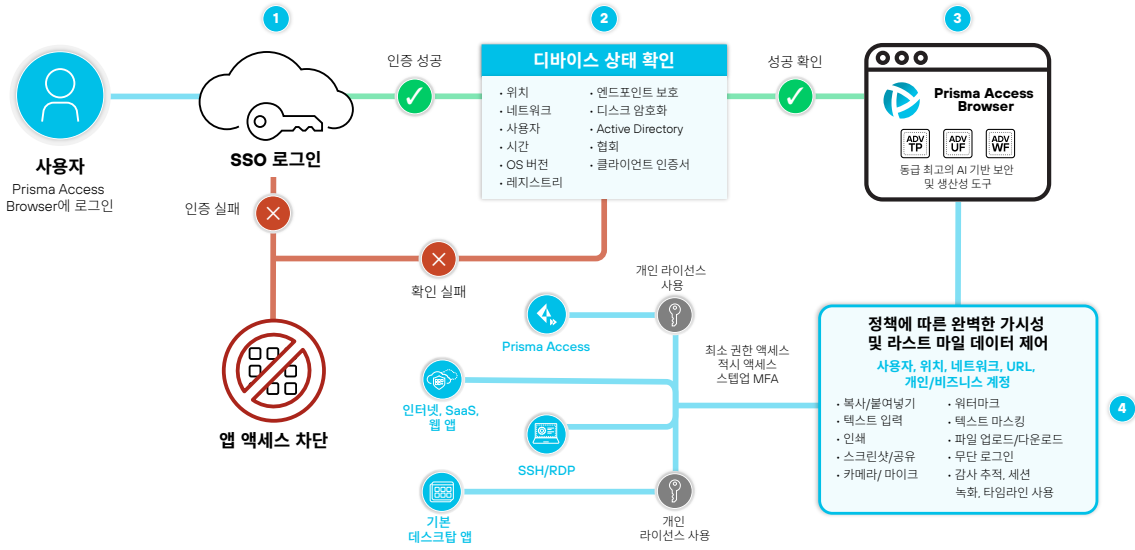 1
2
3
사용자
Prisma Access
Browser에 로그인
SSO 로그인
인증 성공
인증 실패
디바이스 상태 확인
• 위치
• 네트워크
• 사용자
• 시간
• OS 버전
• 레지스트리
• 엔드포인트 보호
• 디스크 암호화
• Active Directory
• 협회
• 클라이언트 인증서
성공 확인
확인 실패
Prisma Access
Browser
ADV
TP
ADV
UF
ADV
WF
동급 최고의 AI 기반 보안
및 생산성 도구
앱 액세스 차단
개인 라이선스
사용
Prisma Access
인터넷, SaaS,
웹 앱
SSH/RDP
기본
데스크탑 앱
개인
라이선스 사용
최소 권한 액세스
적시 액세스
스텝업 MFA
정책에 따른 완벽한 가시성
및 라스트 마일 데이터 제어
사용자, 위치, 네트워크, URL,
개인/비즈니스 계정
• 복사/붙여넣기
• 텍스트 입력
• 인쇄
• 스크린샷/공유
• 카메라/ 마이크
• 워터마크
• 텍스트 마스킹
• 파일 업로드/다운로드
• 무단 로그인
• 감사 추적, 세션
녹화, 타임라인 사용
4